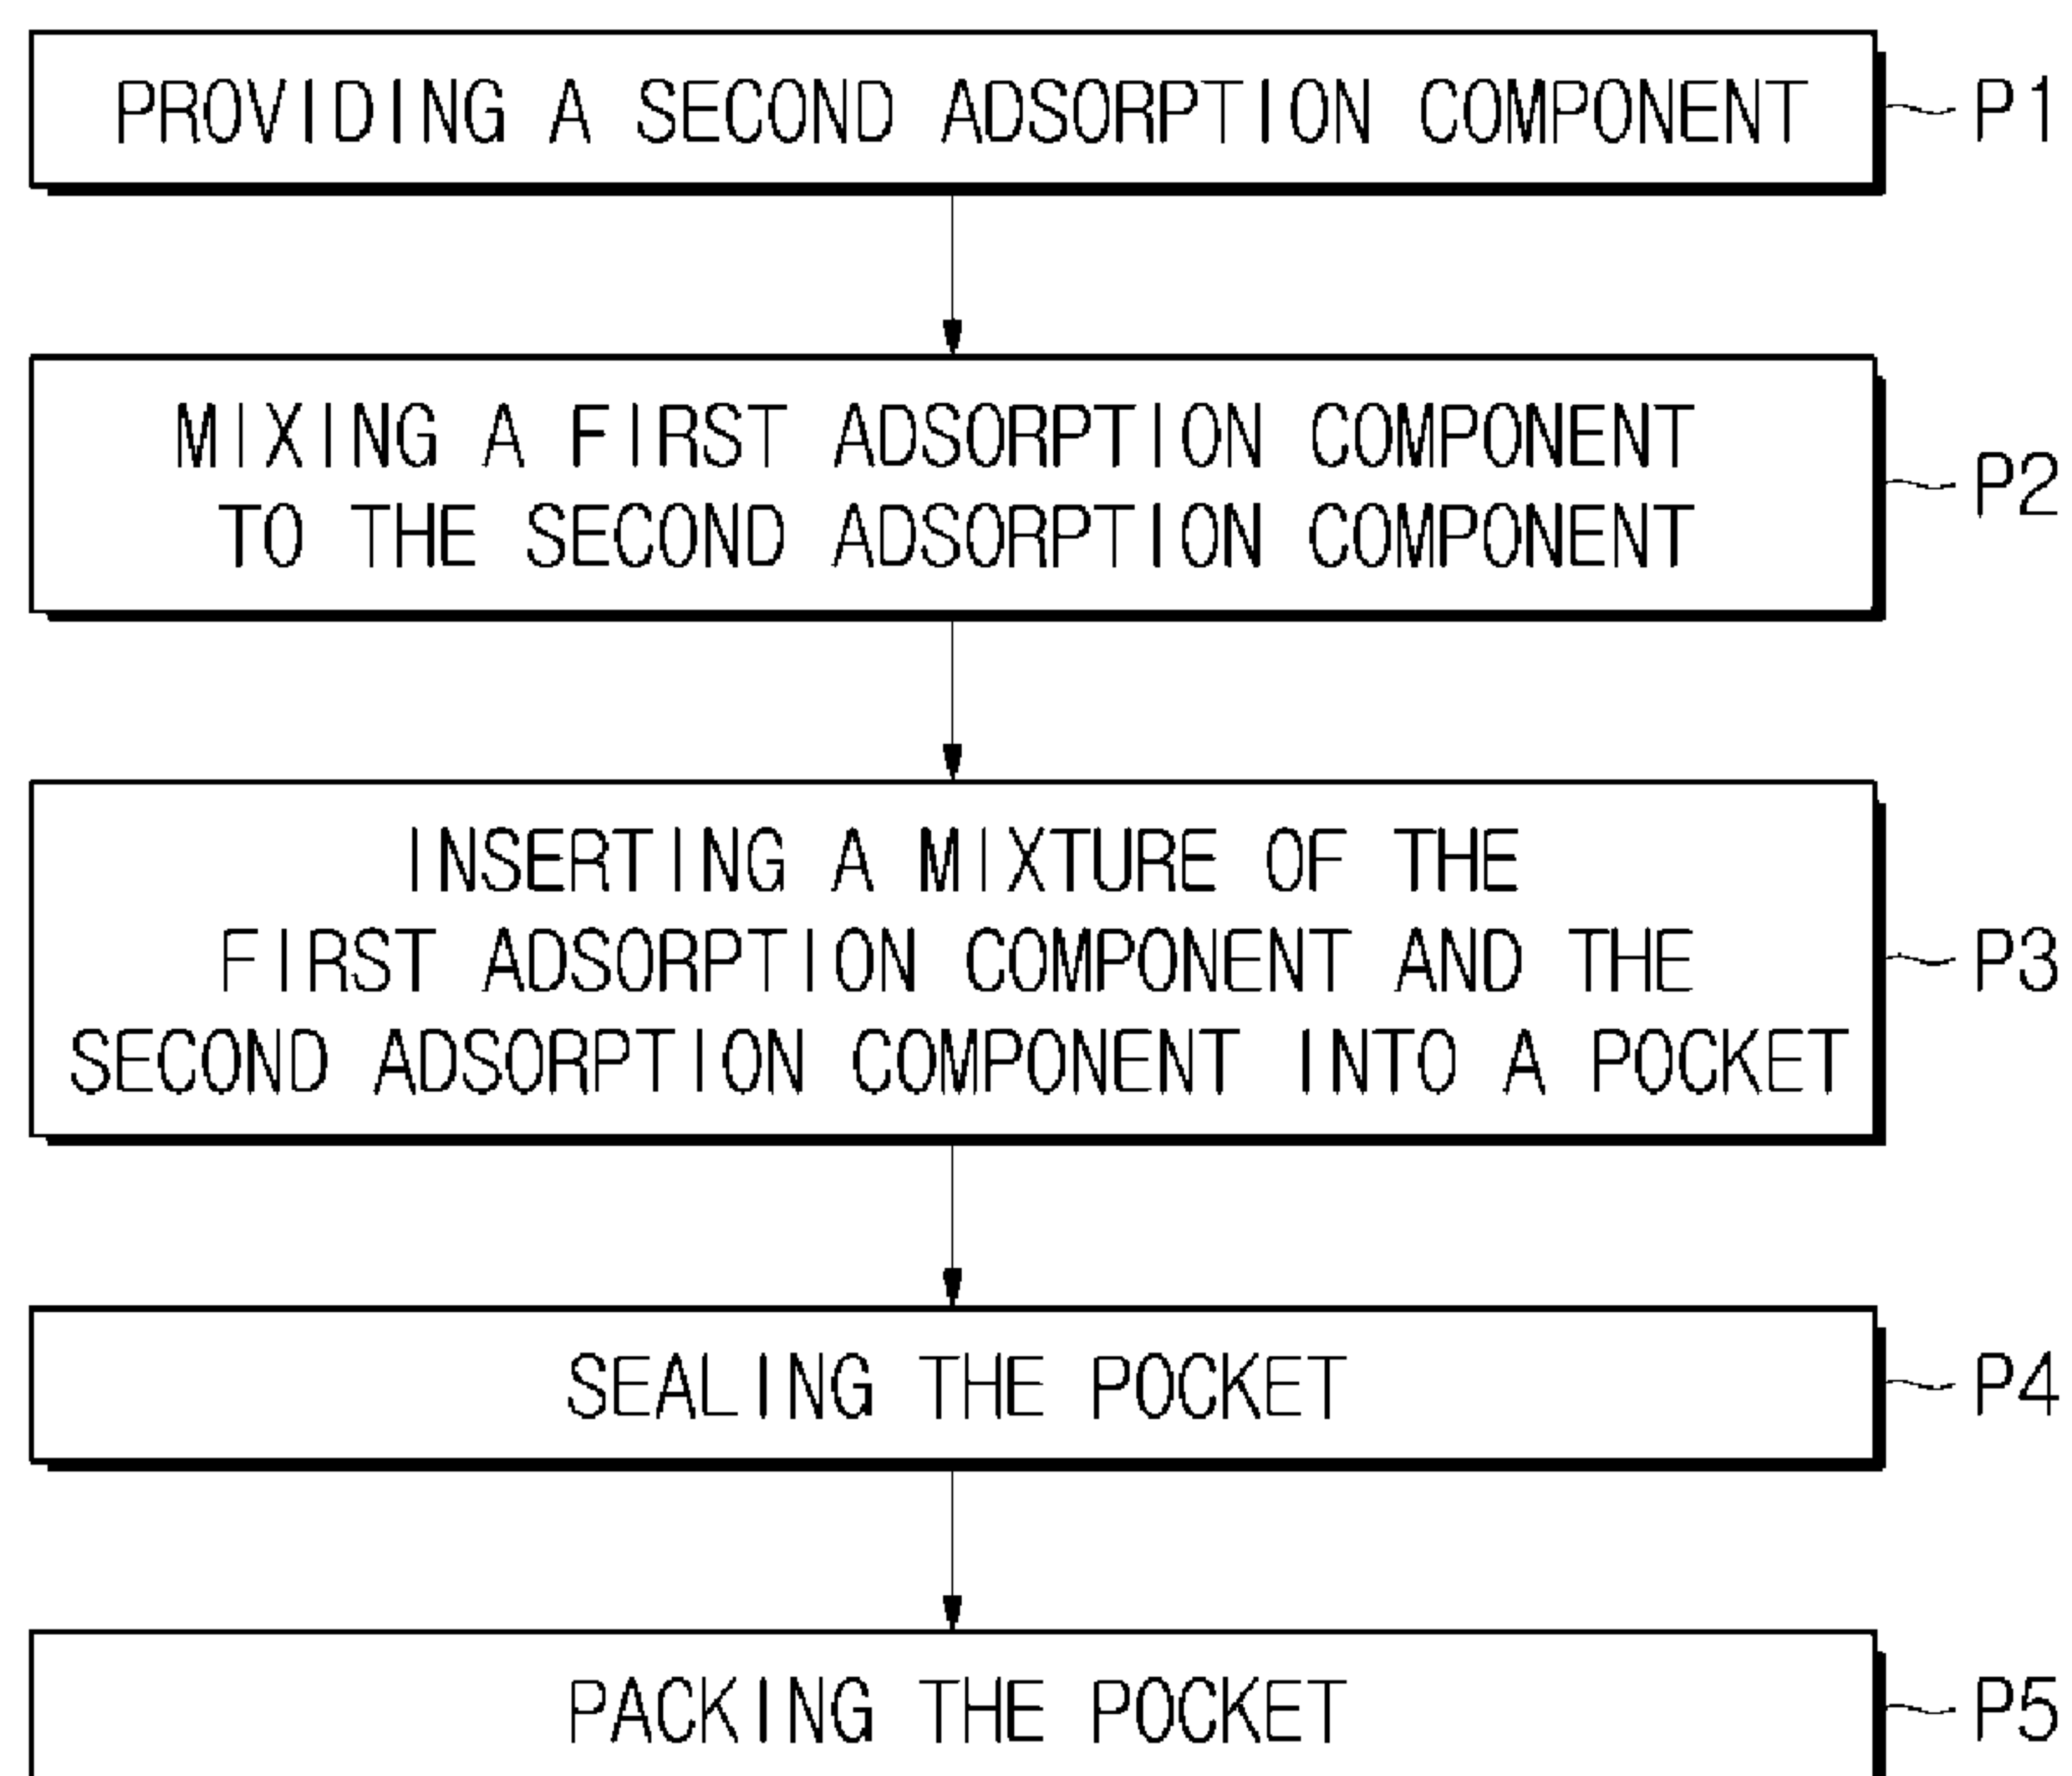 PROVIDING A SECOND ADSORPTION COMPONENT P1
MIXING A FIRST ADSORPTION COMPONENT
TO THE SECOND ADSORPTION COMPONENT
P2
INSERTING A MIXTURE OF THE
FIRST ADSORPTION COMPONENT AND THE
SECOND ADSORPTION COMPONENT INTO A POCKET
P3
SEALING THE POCKET P4
PACKING THE POCKET P5